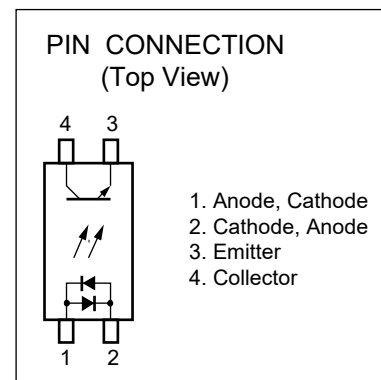 PIN CONNECTION
(Top View)
4 3
1. Anode, Cathode
2. Cathode, Anode
3. Emitter
4. Collector
1 2